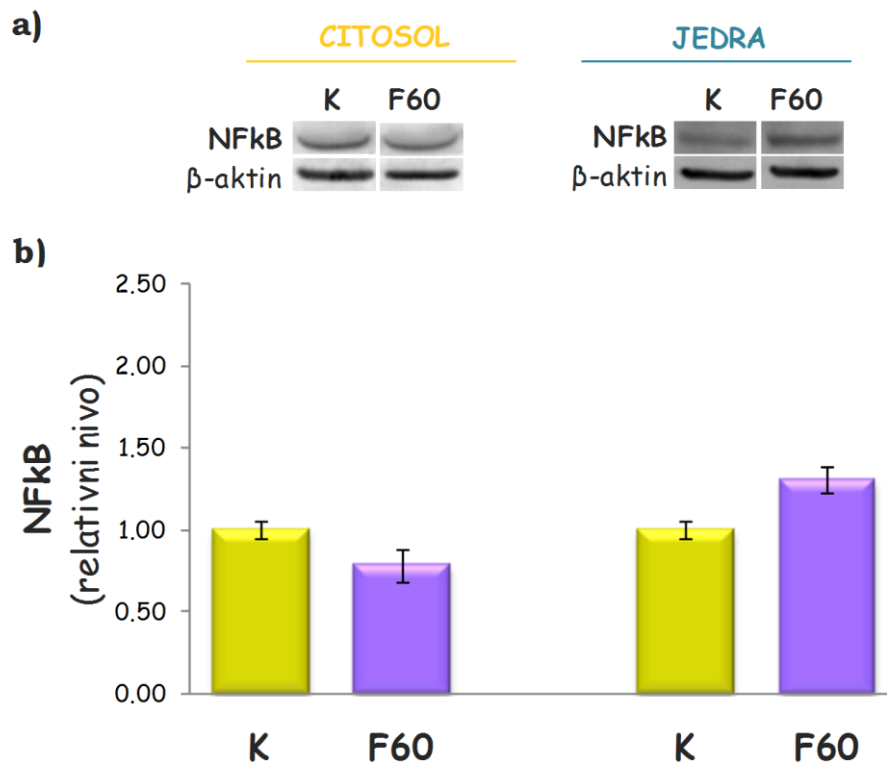 a)
CITOSOL JEDRA
K F60 K F60
NFkB NFkB
β-aktin β-aktin
b)
2.50
2.00
1.50
1.00
0.50
0.00
NFkB
(relativni nivo)
K F60 K F60